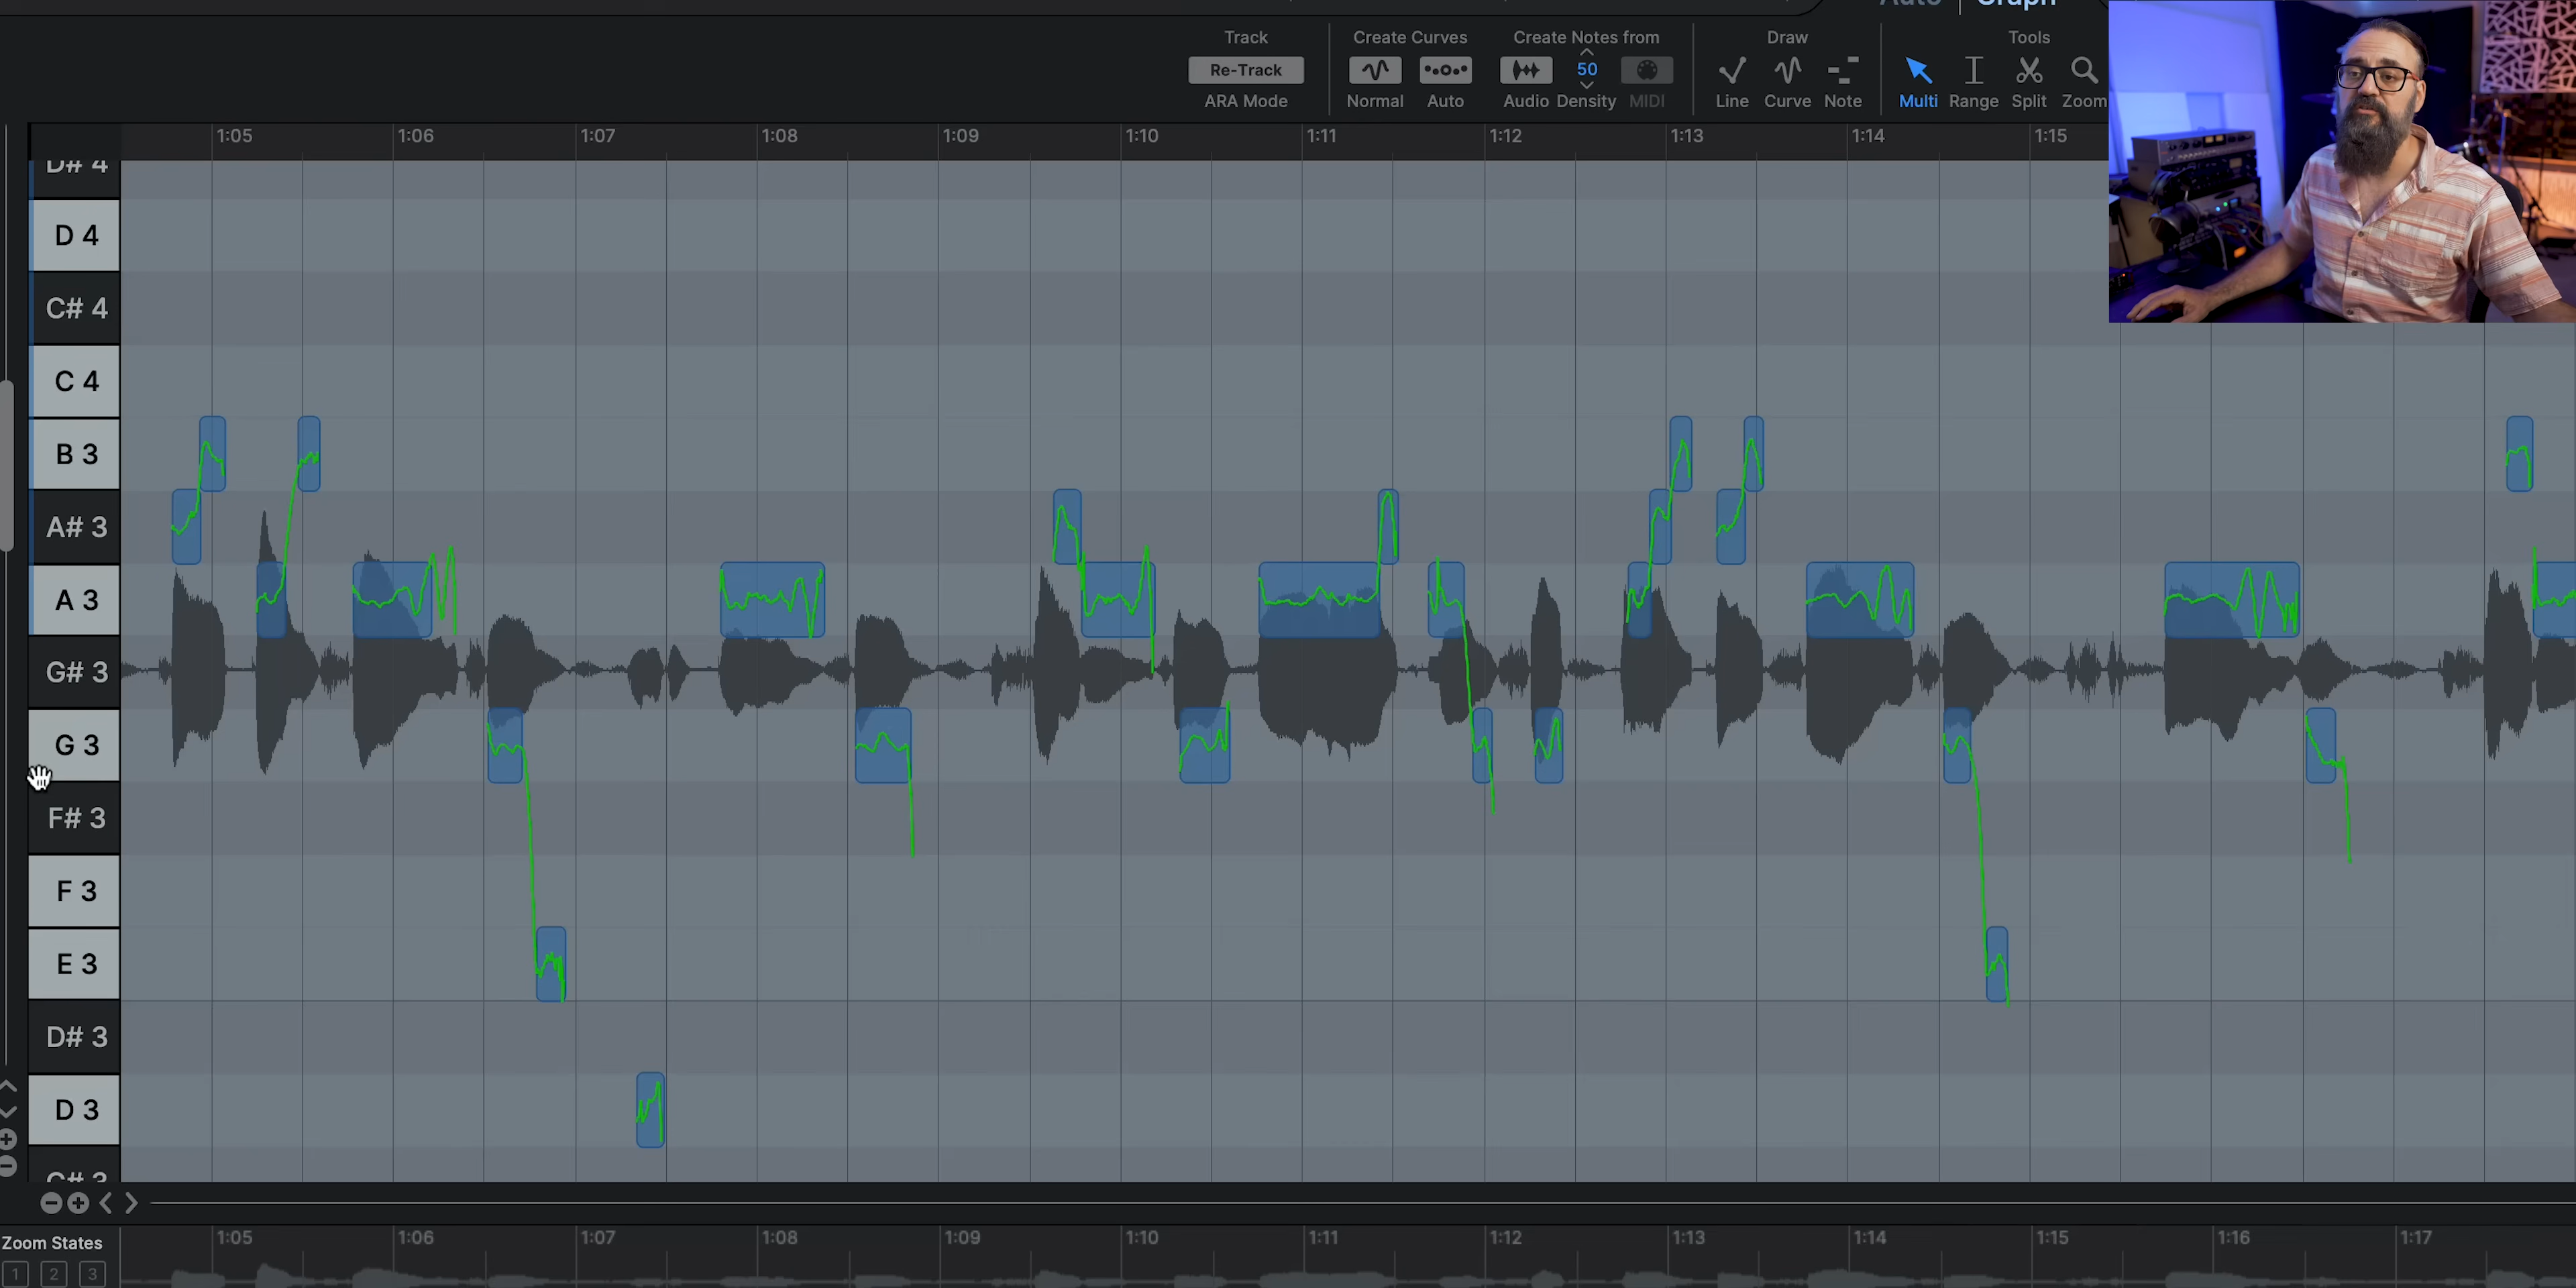 Auto | Graph
Track
Create Curves
Create Notes from
Draw
Tools
Re-Track
50
ARA Mode
Normal
Auto
Audio
Density
MIDI
Line
Curve
Note
Multi
Range
Split
Zoom
1:05 1:06 1:07 1:08 1:09 1:10 1:11 1:12 1:13 1:14 1:15
D# 4
D 4
C# 4
C 4
B 3
A# 3
A 3
G# 3
G 3
F# 3
F 3
E 3
D# 3
D 3
C# 3
1:05 1:06 1:07 1:08 1:09 1:10 1:11 1:12 1:13 1:14 1:15 1:16 1:17
Zoom States
1 2 3